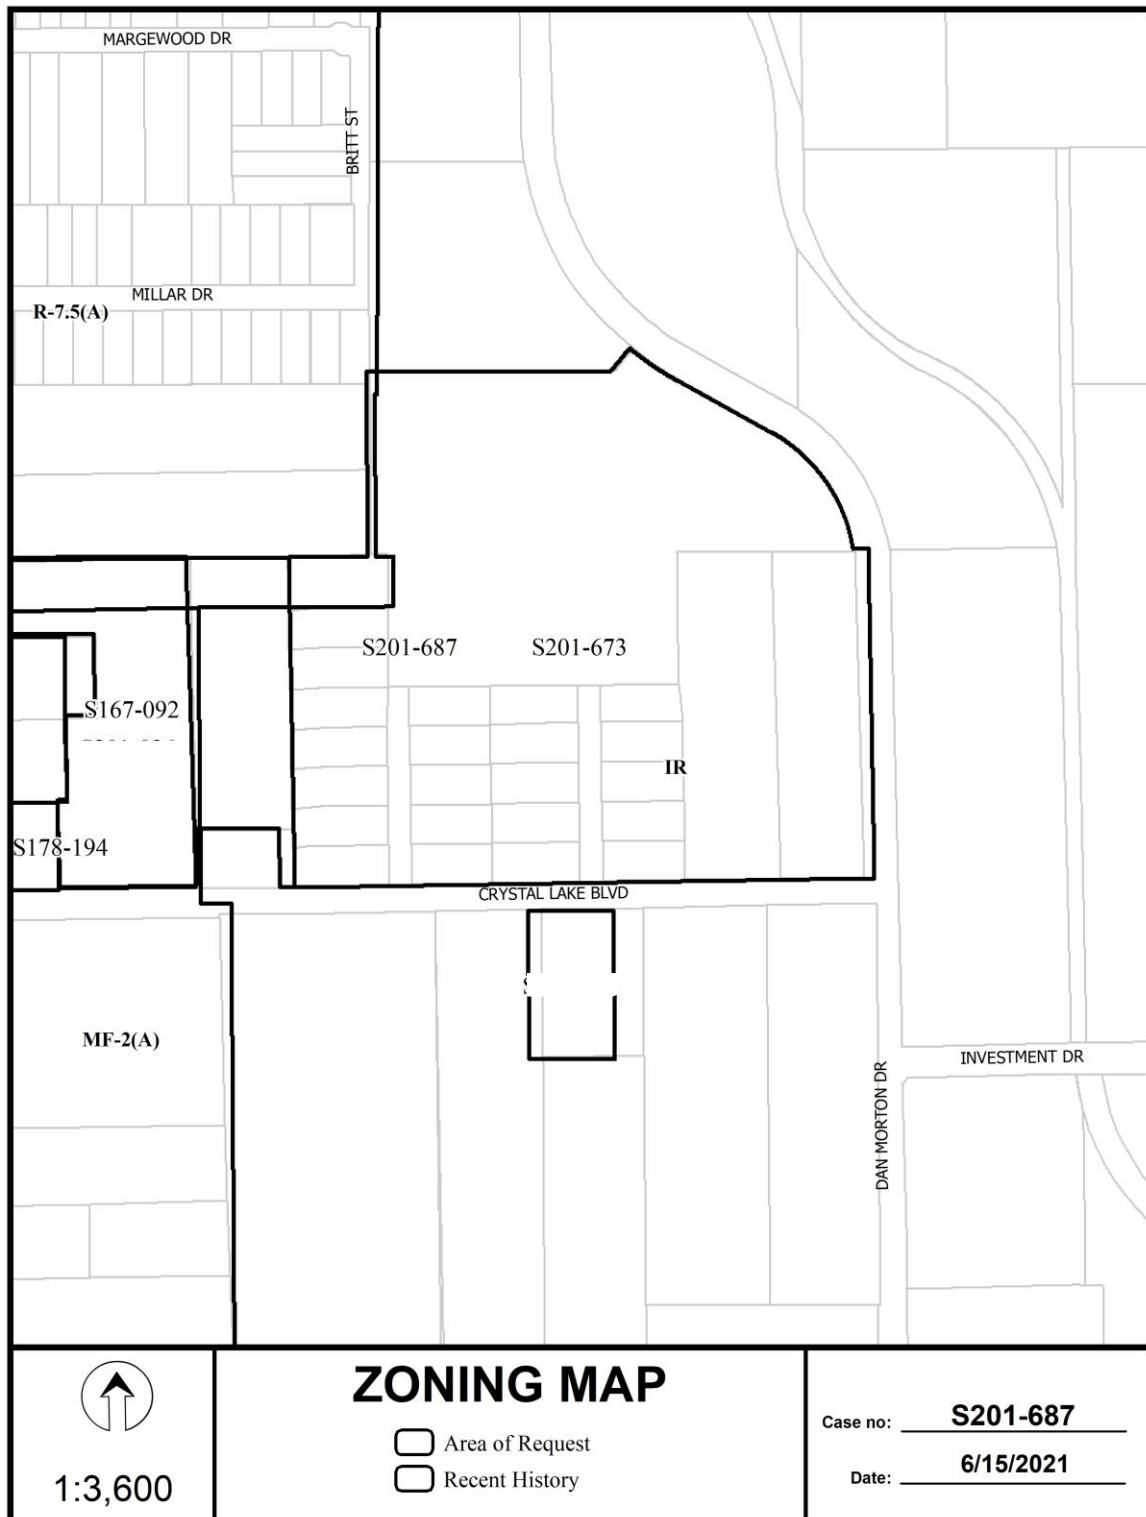 MARGEWOOD DR
BRITT ST
MILLAR DR
R-7.5(A)
S201-687
S201-673
S167-092
IR
S178-194
CRYSTAL LAKE BLVD
MF-2(A)
INVESTMENT DR
DAN MORTON DR
1:3,600
ZONING MAP
Area of Request
Recent History
Case no: S201-687
Date: 6/15/2021